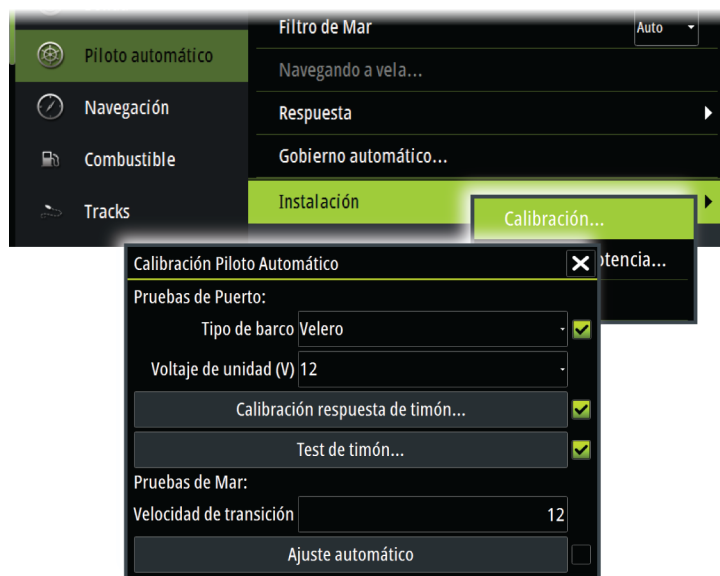 Filtro de Mar
Auto
Piloto automático
Navegando a vela...
Navegación
Respuesta
Combustible
Gobierno automático...
Tracks
Instalación
Calibración...
Calibración Piloto Automático
Pruebas de Puerto:
Tipo de barco Velero
Voltaje de unidad (V) 12
Calibración respuesta de timón...
Test de timón...
Pruebas de Mar:
Velocidad de transición 12
Ajuste automático